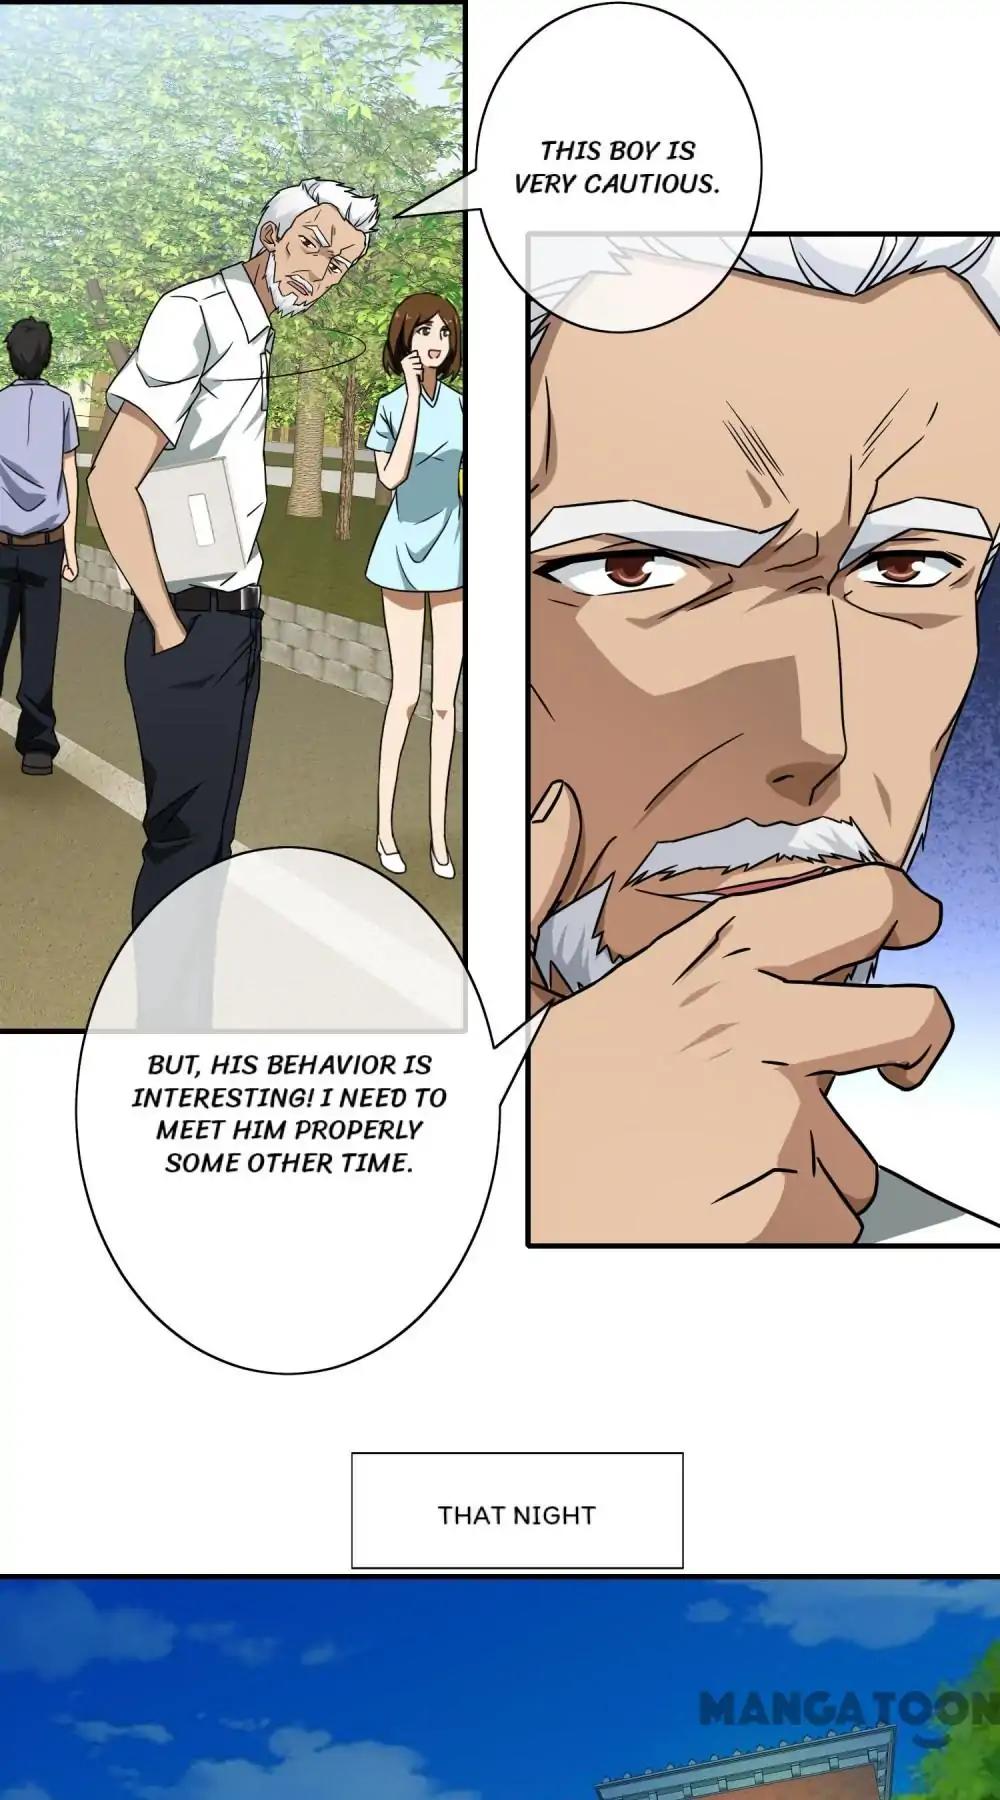 THIS BOY IS
VERY CAUTIOUS.
BUT, HIS BEHAVIOR IS
INTERESTING! I NEED TO
MEET HIM PROPERLY
SOME OTHER TIME.
THAT NIGHT
MANGATOON